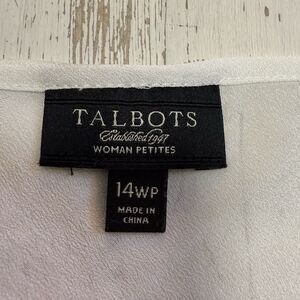 TALBOTS
Established 1947
WOMAN PETITES
14WP
MADE IN
CHINA